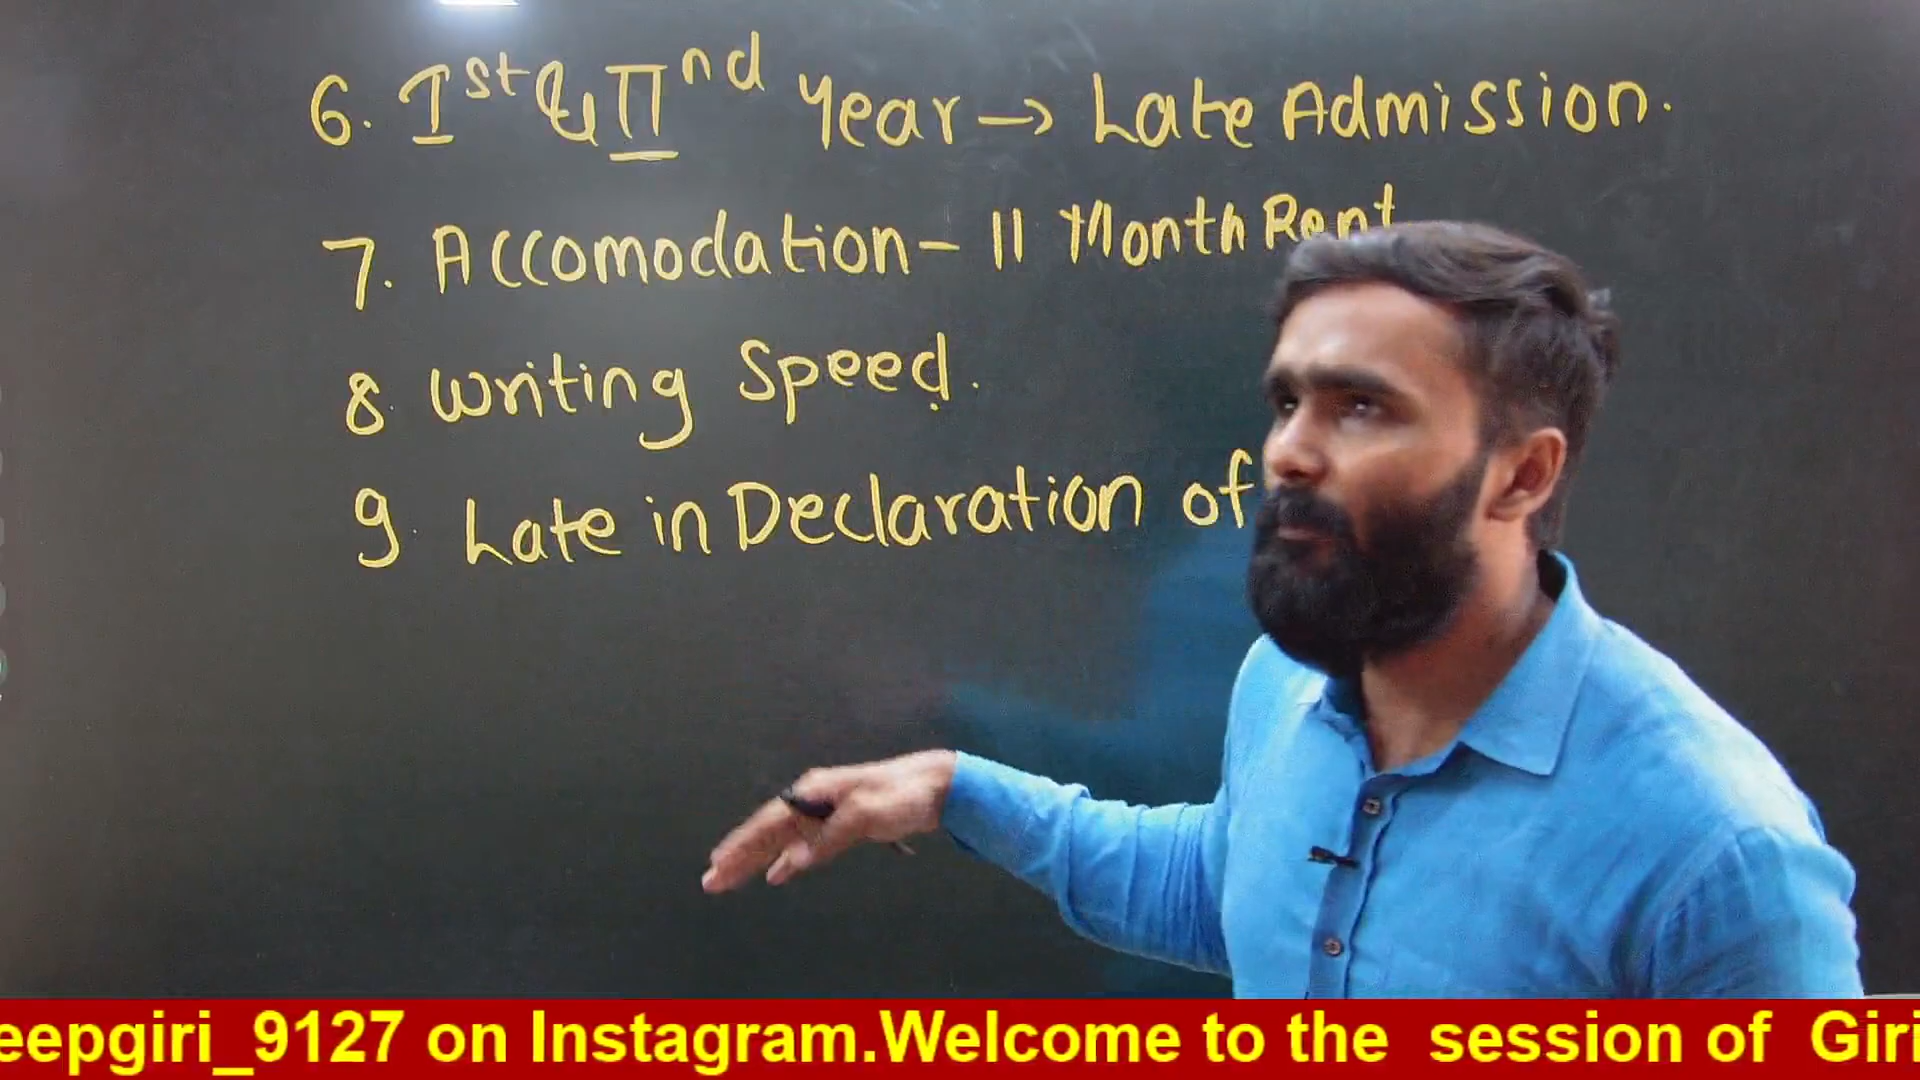 6. Ist & IInd Year → Late Admission.
7. Accomodation - 11 Month Rent
8. Writing Speed.
9. Late in Declaration of
eepgiri_9127 on Instagram.Welcome to the session of Giri